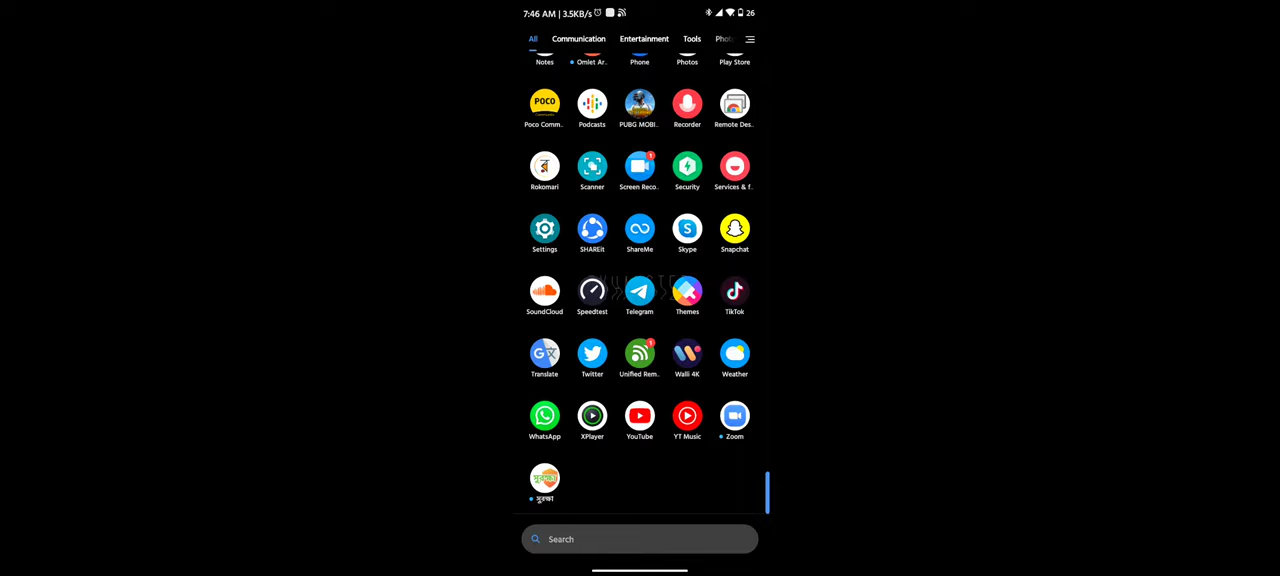 7:46 AM | 3.5KB/s 26
All Communication Entertainment Tools Phot
Notes Omlet Ar.. Phone Photos Play Store
POCO
Poco Comm.. Podcasts PUBG MOBI.. Recorder Remote Des..
Rokomari Scanner Screen Reco.. Security Services & f..
Settings SHAREit ShareMe Skype Snapchat
SoundCloud Speedtest Telegram Themes TikTok
Translate Twitter Unified Rem.. Walli 4K Weather
WhatsApp XPlayer YouTube YT Music Zoom
সুরক্ষা
সুরক্ষা
Search